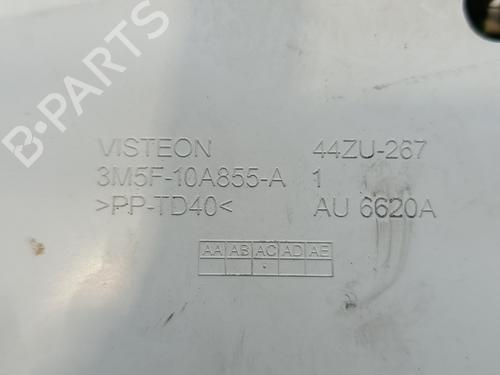 B-PARTS
VISTEON 44ZU-267
3M5F-10A855-A 1
>PP-TD40< AU 6620A
AA AB AC AD AE